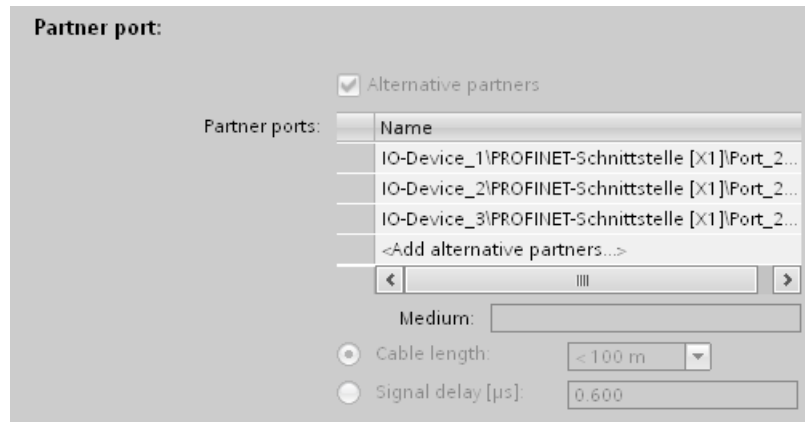 Partner port:
Alternative partners
Partner ports:
Name
IO-Device_1\PROFINET-Schnittstelle [X1]\Port_2...
IO-Device_2\PROFINET-Schnittstelle [X1]\Port_2...
IO-Device_3\PROFINET-Schnittstelle [X1]\Port_2...
<Add alternative partners...>
Medium:
Cable length: < 100 m
Signal delay [µs]: 0.600